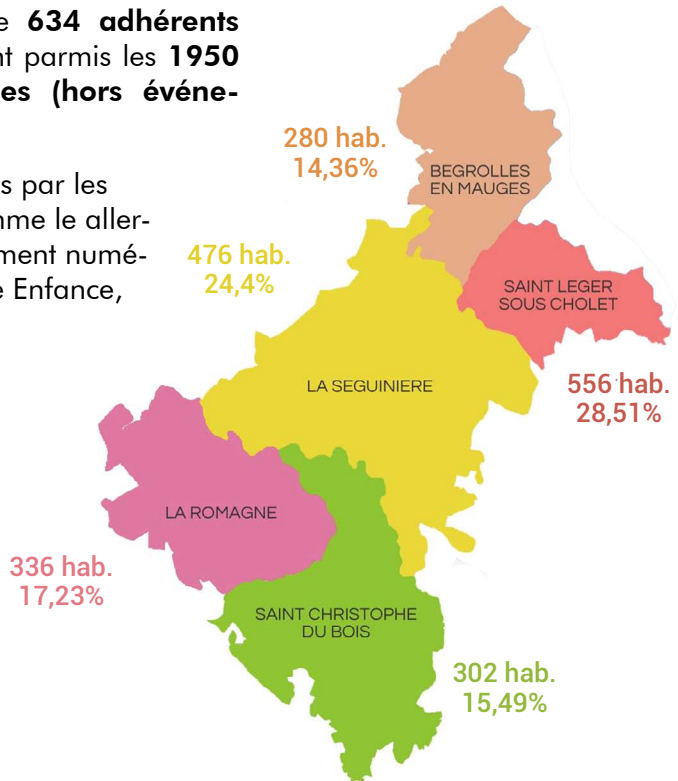 e 634 adhérents
nt parmis les 1950
es (hors événe-
s par les
me le aller-
ment numé-
e Enfance,
280 hab.
14,36%
BEGROLLES
EN MAUGES
476 hab.
24,4%
SAINT LEGER
SOUS CHOLET
LA SEGUINIERE
556 hab.
28,51%
LA ROMAGNE
336 hab.
17,23%
SAINT CHRISTOPHE
DU BOIS
302 hab.
15,49%